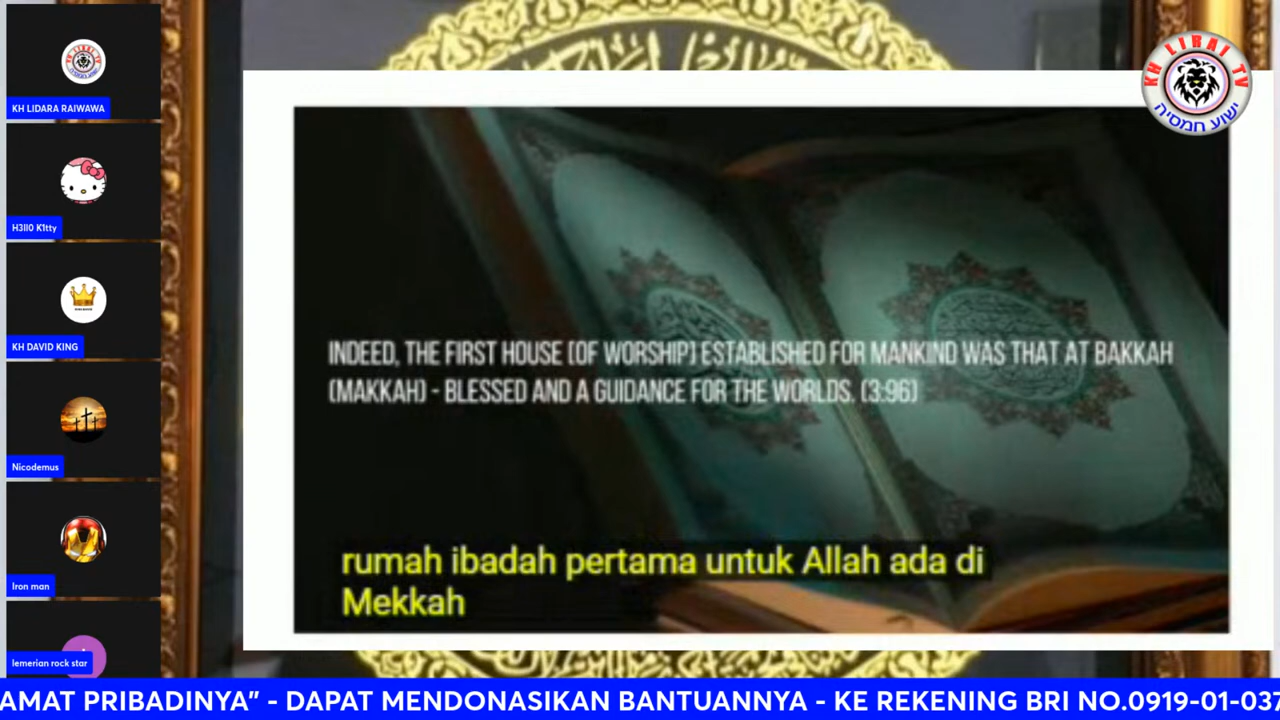 KH LIDARA RAIWAWA
H3ll0 K1tty
KH DAVID KING
Nicodemus
Iron man
lemerian rock star
KH LIRAI TV
ישוע חמסיה
INDEED, THE FIRST HOUSE (OF WORSHIP) ESTABLISHED FOR MANKIND WAS THAT AT BAKKAH
(MAKKAH) - BLESSED AND A GUIDANCE FOR THE WORLDS. (3:96)
rumah ibadah pertama untuk Allah ada di
Mekkah
AMAT PRIBADINYA” - DAPAT MENDONASIKAN BANTUANNYA - KE REKENING BRI NO.0919-01-037